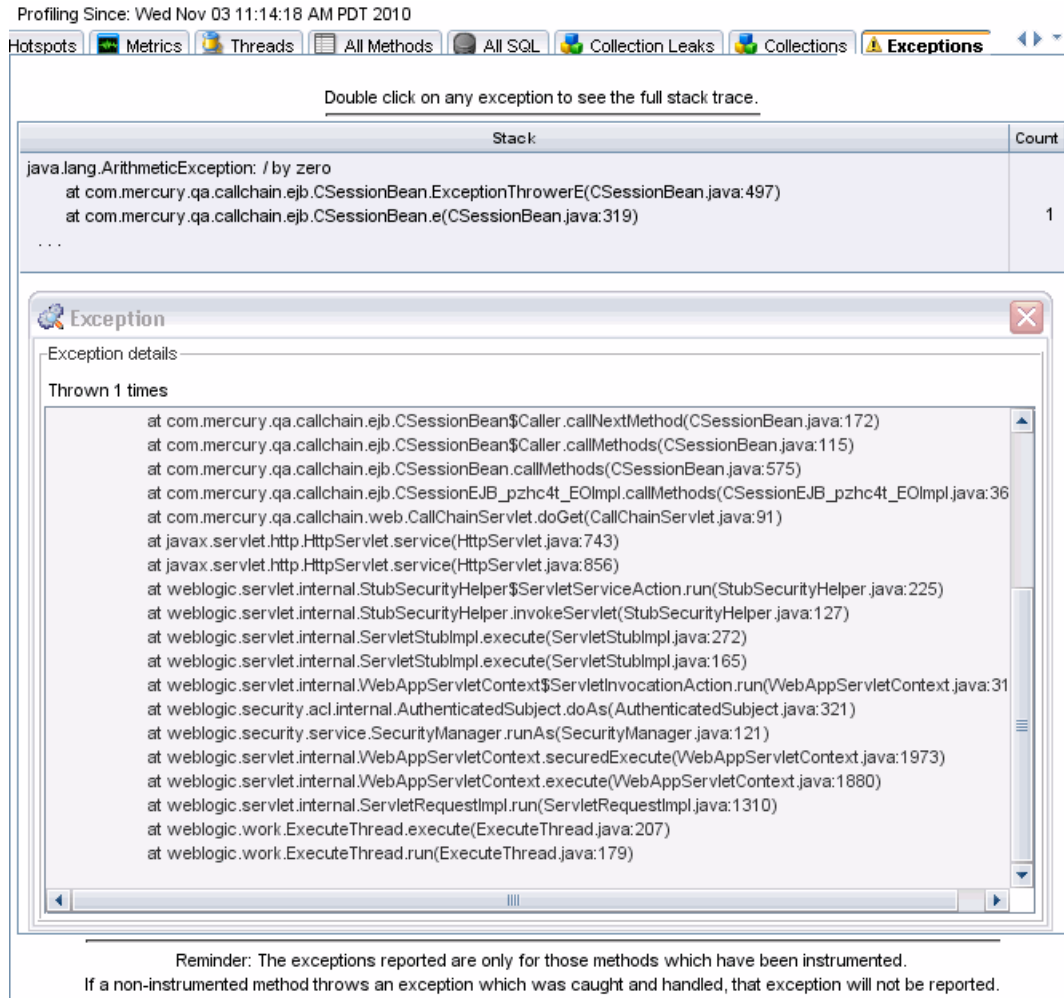 Profiling Since: Wed Nov 03 11:14:18 AM PDT 2010
Hotspots Metrics Threads All Methods All SQL Collection Leaks Collections Exceptions
Double click on any exception to see the full stack trace.
Stack Count
java.lang.ArithmeticException: / by zero
at com.mercury.qa.callchain.ejb.CSessionBean.ExceptionThrowerE(CSessionBean.java:497)
at com.mercury.qa.callchain.ejb.CSessionBean.e(CSessionBean.java:319)
1
. . .
Exception
Exception details
Thrown 1 times
at com.mercury.qa.callchain.ejb.CSessionBean$Caller.callNextMethod(CSessionBean.java:172)
at com.mercury.qa.callchain.ejb.CSessionBean$Caller.callMethods(CSessionBean.java:115)
at com.mercury.qa.callchain.ejb.CSessionBean.callMethods(CSessionBean.java:575)
at com.mercury.qa.callchain.ejb.CSessionEJB_pzhc4t_EOImpl.callMethods(CSessionEJB_pzhc4t_EOImpl.java:36
at com.mercury.qa.callchain.web.CallChainServlet.doGet(CallChainServlet.java:91)
at javax.servlet.http.HttpServlet.service(HttpServlet.java:743)
at javax.servlet.http.HttpServlet.service(HttpServlet.java:856)
at weblogic.servlet.internal.StubSecurityHelper$ServletServiceAction.run(StubSecurityHelper.java:225)
at weblogic.servlet.internal.StubSecurityHelper.invokeServlet(StubSecurityHelper.java:127)
at weblogic.servlet.internal.ServletStubImpl.execute(ServletStubImpl.java:272)
at weblogic.servlet.internal.ServletStubImpl.execute(ServletStubImpl.java:165)
at weblogic.servlet.internal.WebAppServletContext$ServletInvocationAction.run(WebAppServletContext.java:31
at weblogic.security.acl.internal.AuthenticatedSubject.doAs(AuthenticatedSubject.java:321)
at weblogic.security.service.SecurityManager.runAs(SecurityManager.java:121)
at weblogic.servlet.internal.WebAppServletContext.securedExecute(WebAppServletContext.java:1973)
at weblogic.servlet.internal.WebAppServletContext.execute(WebAppServletContext.java:1880)
at weblogic.servlet.internal.ServletRequestImpl.run(ServletRequestImpl.java:1310)
at weblogic.work.ExecuteThread.execute(ExecuteThread.java:207)
at weblogic.work.ExecuteThread.run(ExecuteThread.java:179)
Reminder: The exceptions reported are only for those methods which have been instrumented.
If a non-instrumented method throws an exception which was caught and handled, that exception will not be reported.